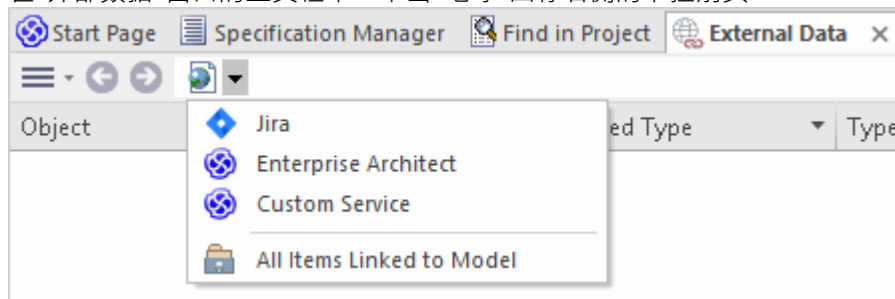 Start Page Specification Manager Find in Project External Data
Object ed Type Type
Jira
Enterprise Architect
Custom Service
All Items Linked to Model